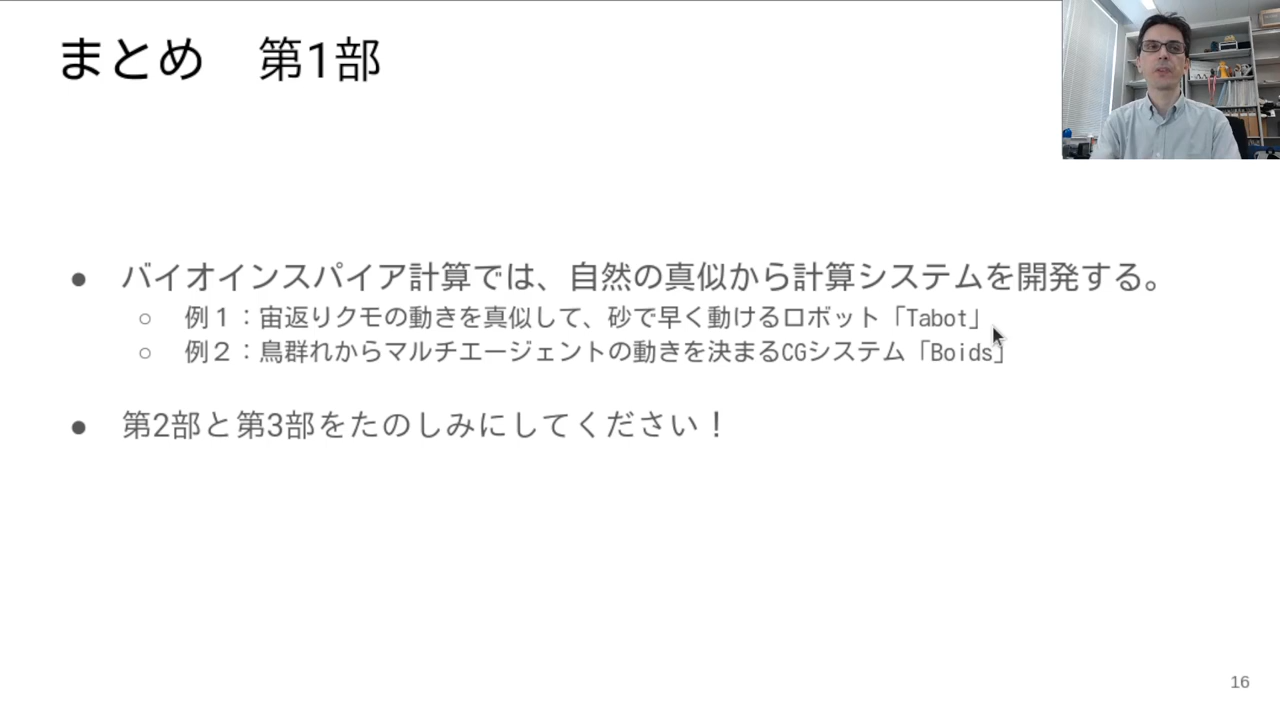 まとめ　第1部
● バイオインスパイア計算では、自然の真似から計算システムを開発する。
○ 例１：宙返りクモの動きを真似して、砂で早く動けるロボット「Tabot」
○ 例２：鳥群れからマルチエージェントの動きを決まるCGシステム「Boids」
● 第2部と第3部をたのしみにしてください！
16